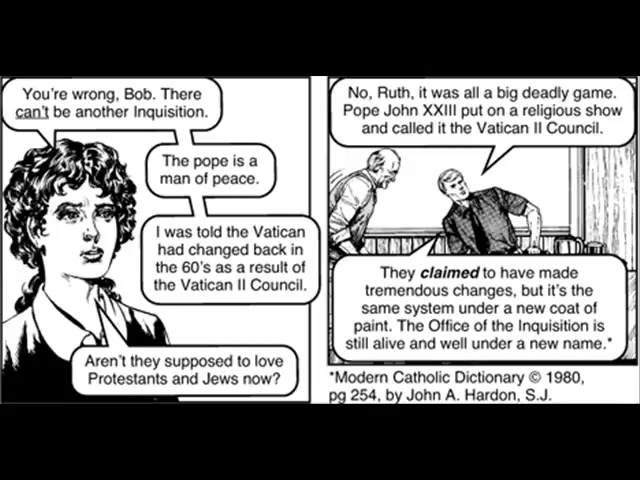 You're wrong, Bob. There
can't be another Inquisition.
The pope is a
man of peace.
I was told the Vatican
had changed back in
the 60's as a result of
the Vatican II Council.
Aren't they supposed to love
Protestants and Jews now?
No, Ruth, it was all a big deadly game.
Pope John XXIII put on a religious show
and called it the Vatican II Council.
They claimed to have made
tremendous changes, but it's the
same system under a new coat of
paint. The Office of the Inquisition is
still alive and well under a new name.*
*Modern Catholic Dictionary © 1980,
pg 254, by John A. Hardon, S.J.